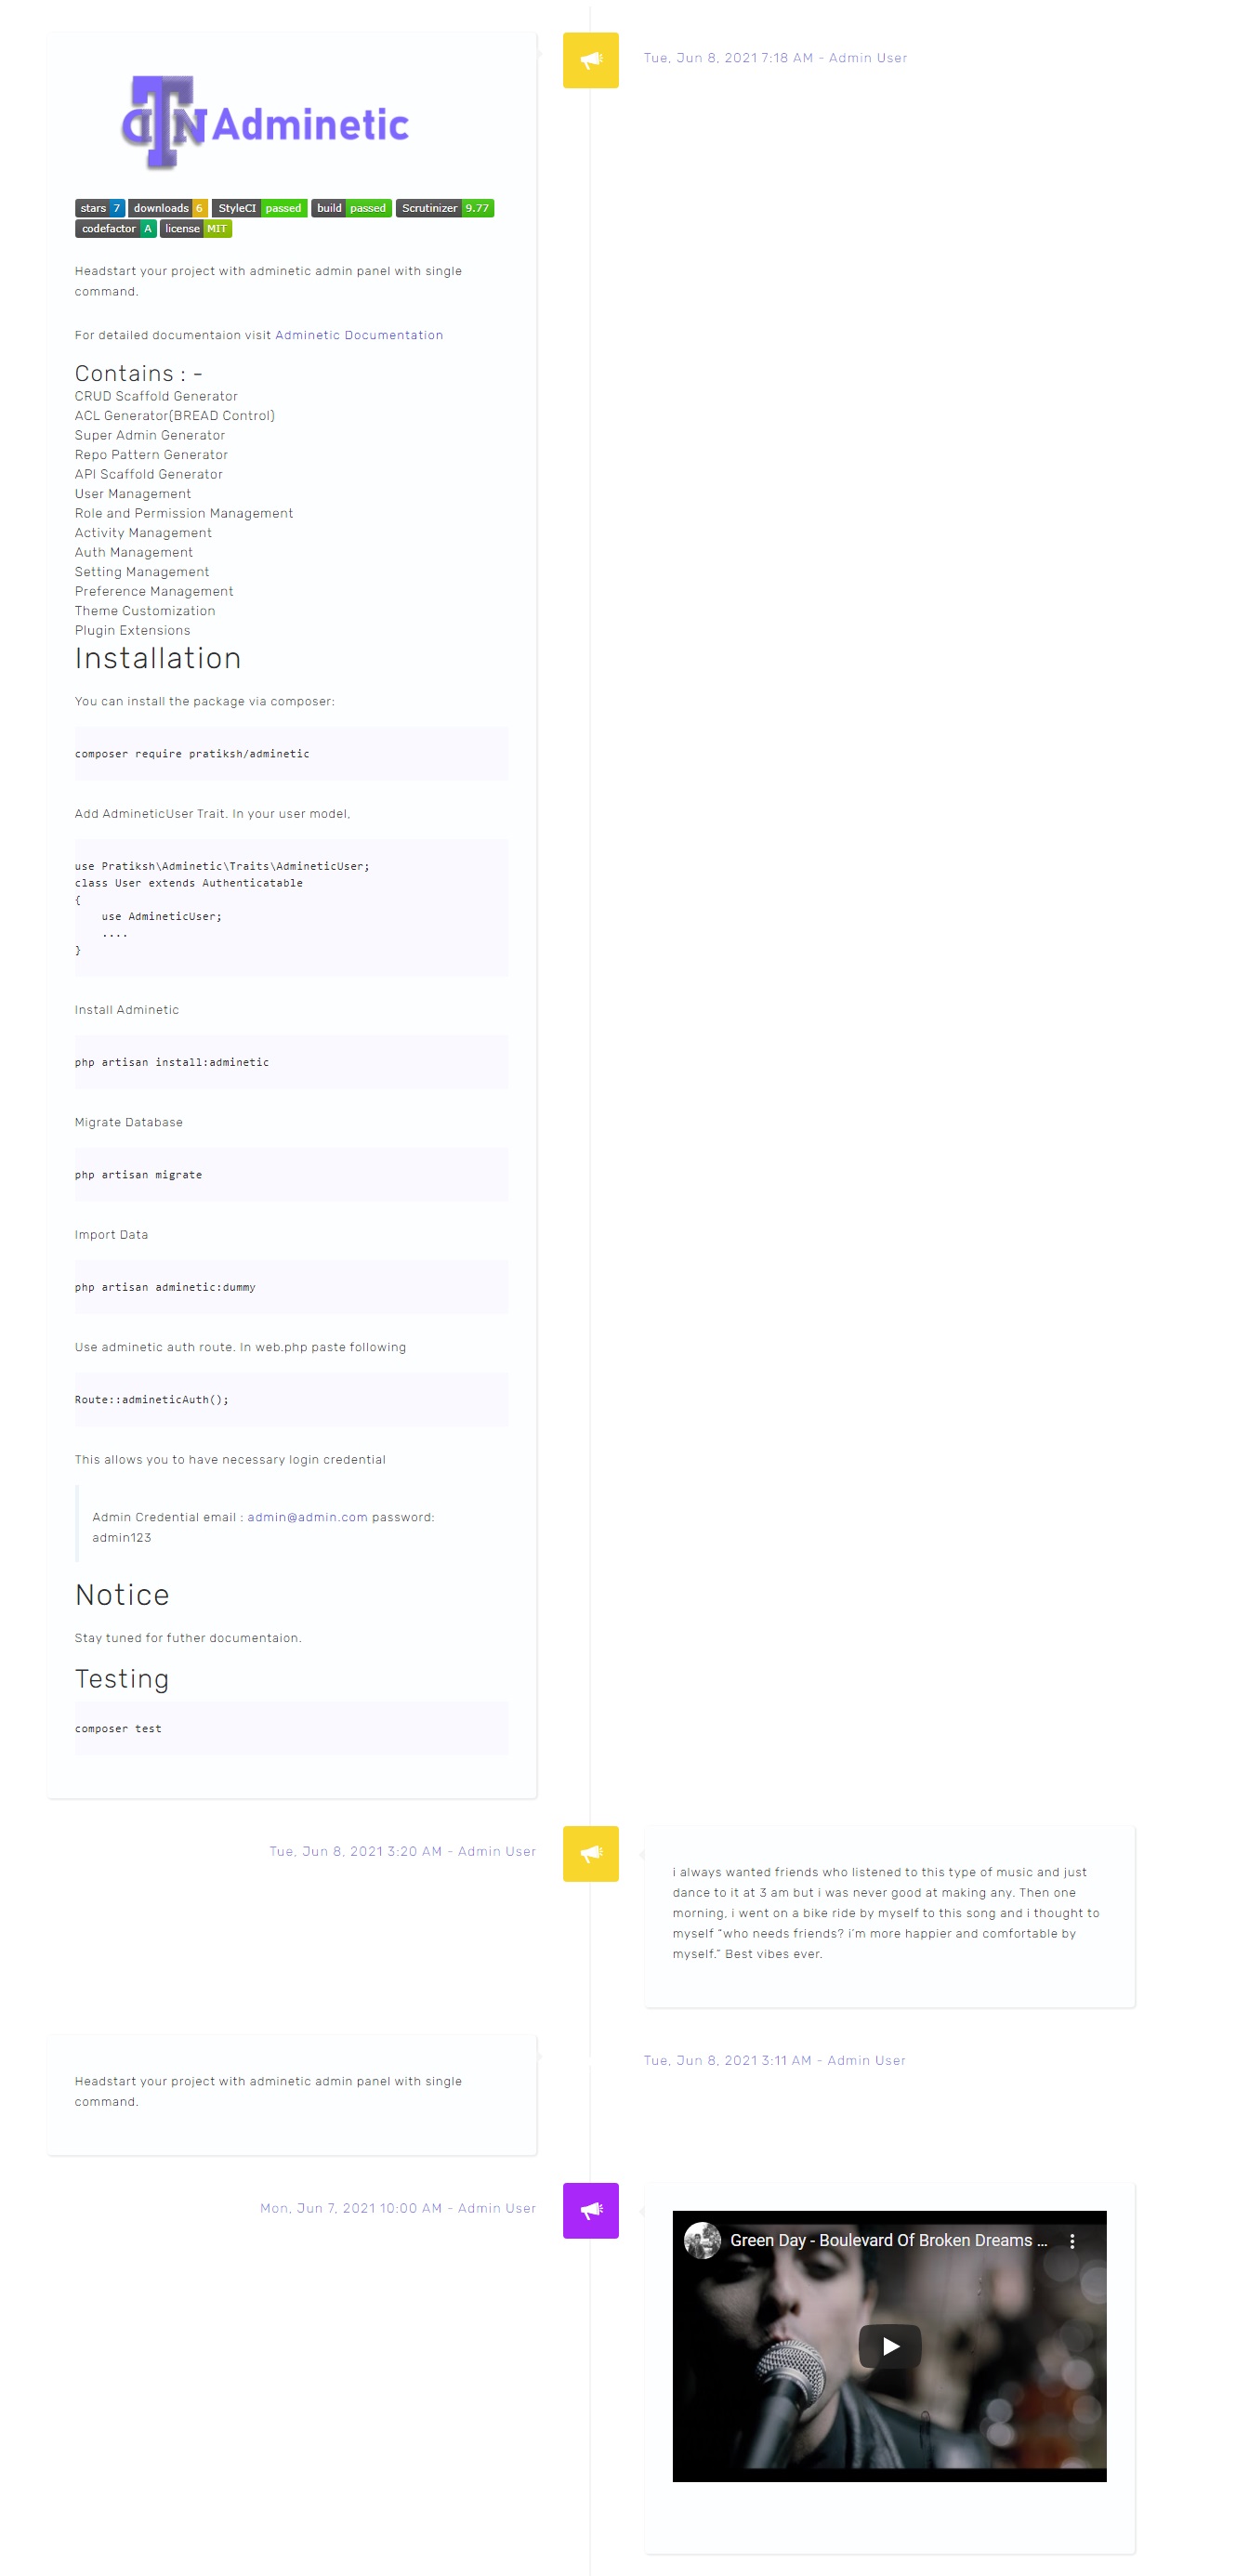 Tue, Jun 8, 2021 7:18 AM - Admin User
Adminetic
stars 7 downloads 6 StyleCI passed build passed Scrutinizer 9.77
codefactor A license MIT
Headstart your project with adminetic admin panel with single
command.
For detailed documentaion visit Adminetic Documentation
Contains : -
CRUD Scaffold Generator
ACL Generator(BREAD Control)
Super Admin Generator
Repo Pattern Generator
API Scaffold Generator
User Management
Role and Permission Management
Activity Management
Auth Management
Setting Management
Preference Management
Theme Customization
Plugin Extensions
Installation
You can install the package via composer:
composer require pratiksh/adminetic
Add AdmineticUser Trait. In your user model,
use Pratiksh\Adminetic\Traits\AdmineticUser;
class User extends Authenticatable
{
    use AdmineticUser;
    ....
}
Install Adminetic
php artisan install:adminetic
Migrate Database
php artisan migrate
Import Data
php artisan adminetic:dummy
Use adminetic auth route. In web.php paste following
Route::admineticAuth();
This allows you to have necessary login credential
Admin Credential email : admin@admin.com password:
admin123
Notice
Stay tuned for futher documentaion.
Testing
composer test
Tue, Jun 8, 2021 3:20 AM - Admin User
i always wanted friends who listened to this type of music and just
dance to it at 3 am but i was never good at making any. Then one
morning, i went on a bike ride by myself to this song and i thought to
myself “who needs friends? i’m more happier and comfortable by
myself.” Best vibes ever.
Tue, Jun 8, 2021 3:11 AM - Admin User
Headstart your project with adminetic admin panel with single
command.
Mon, Jun 7, 2021 10:00 AM - Admin User
Green Day - Boulevard Of Broken Dreams ...